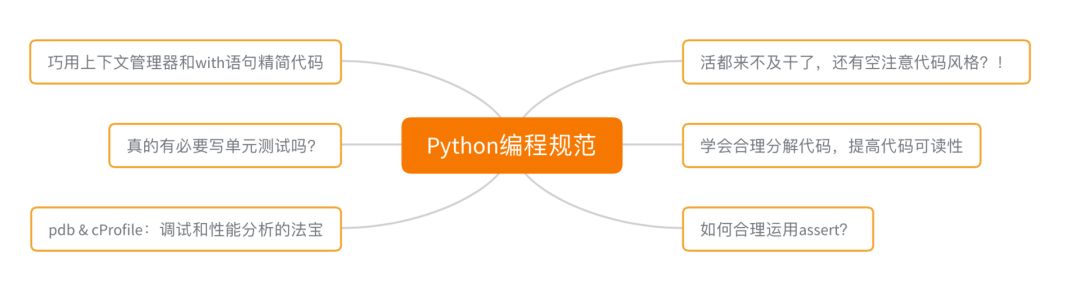 巧用上下文管理器和with语句精简代码
活都来不及干了，还有空注意代码风格？！
真的有必要写单元测试吗？
Python编程规范
学会合理分解代码，提高代码可读性
pdb & cProfile：调试和性能分析的法宝
如何合理运用assert？